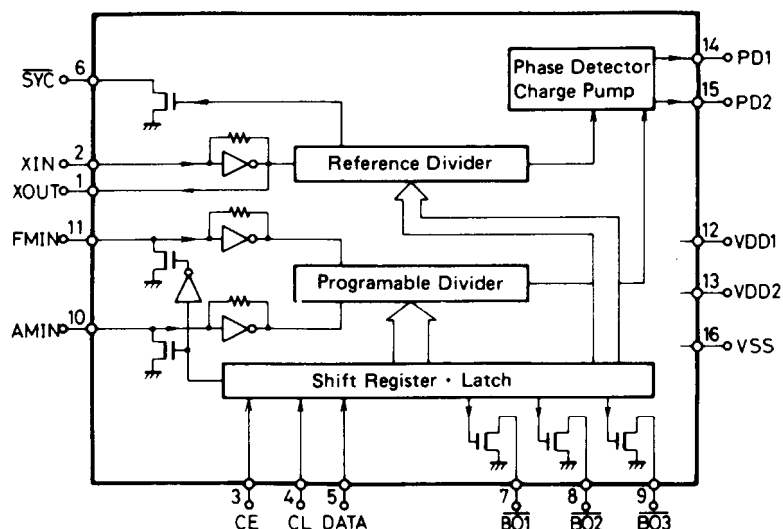 6
SYC
14
PD1
Phase Detector
Charge Pump
15
PD2
2
XIN
Reference Divider
1
XOUT
11
FMIN
12
VDD1
Programable Divider
13
VDD2
10
AMIN
16
VSS
Shift Register · Latch
3
4
5
7
8
9
CE
CL
DATA
BO1
BO2
BO3